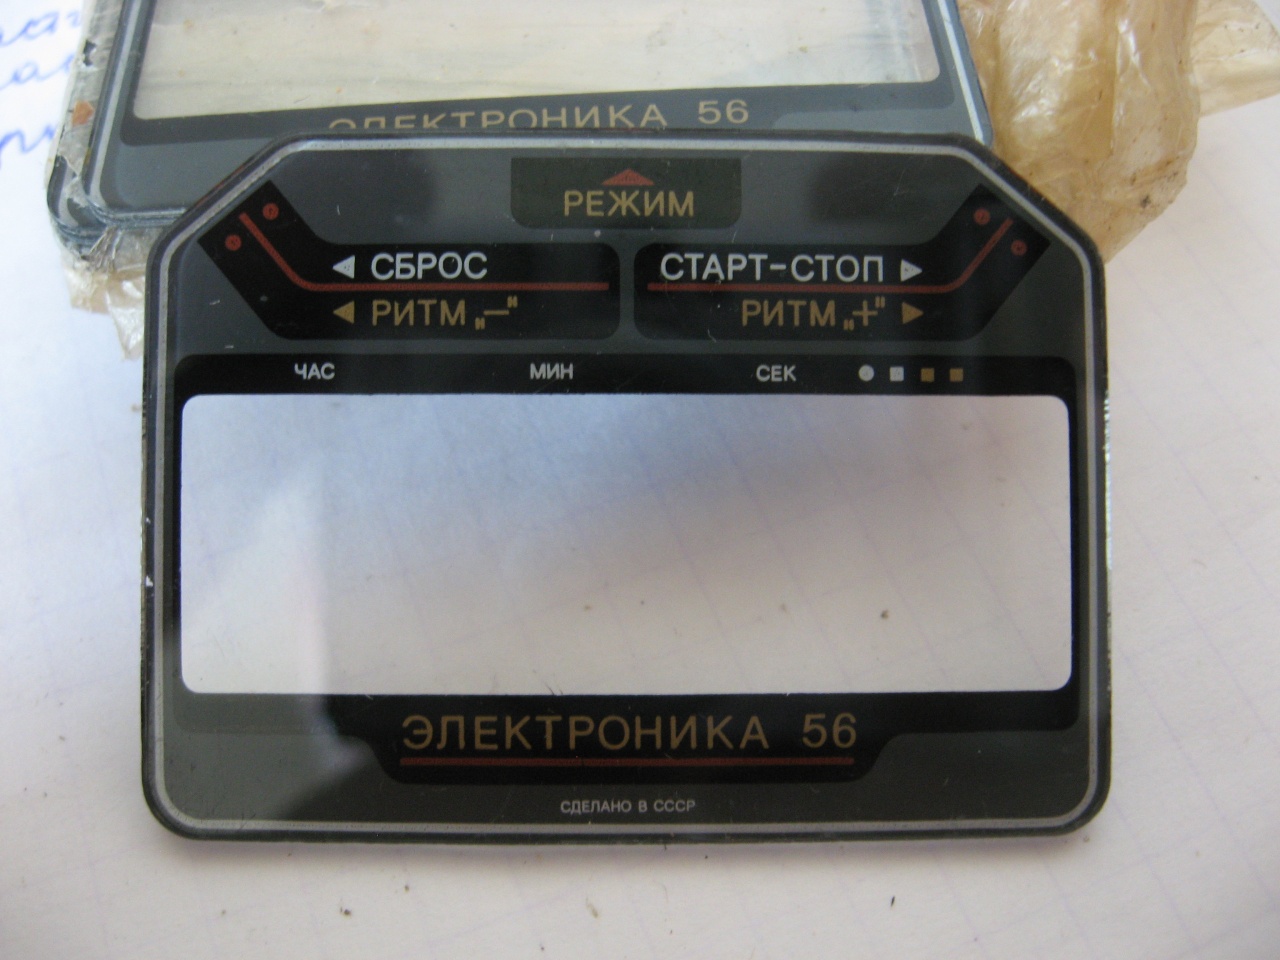 ЭЛЕКТРОНИКА 56
РЕЖИМ
СБРОС
СТАРТ-СТОП
РИТМ „—"
РИТМ „+"
ЧАС МИН СЕК
ЭЛЕКТРОНИКА 56
СДЕЛАНО В СССР